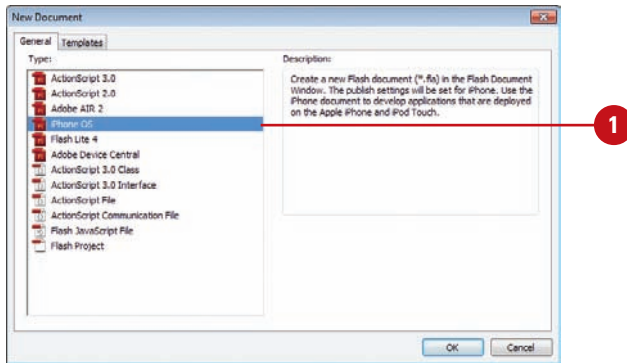 New Document
General
Templates
Type:
Description:
ActionScript 3.0
ActionScript 2.0
Adobe AIR 2
iPhone OS
Flash Lite 4
Adobe Device Central
ActionScript 3.0 Class
ActionScript 3.0 Interface
ActionScript File
ActionScript Communication File
Flash JavaScript File
Flash Project
Create a new Flash document (*.fla) in the Flash Document
Window. The publish settings will be set for iPhone. Use the
iPhone document to develop applications that are deployed
on the Apple iPhone and iPod Touch.
1
OK
Cancel